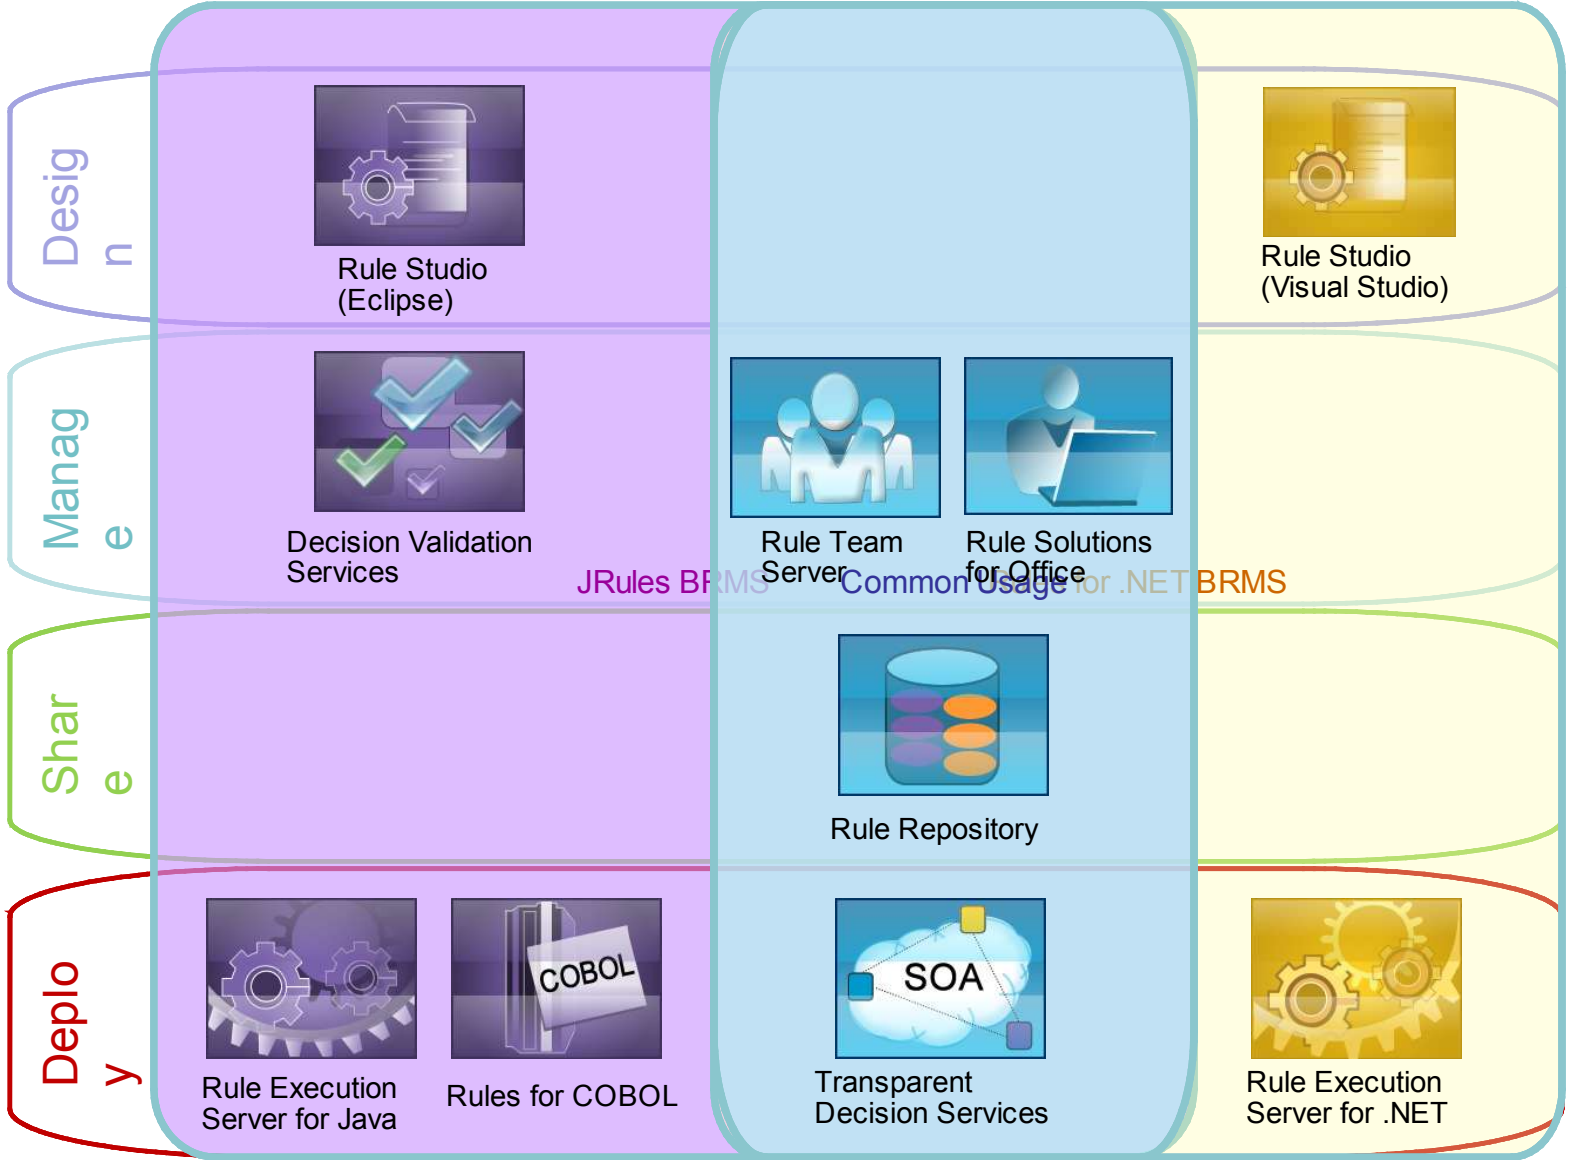 Desig
n
Rule Studio
(Eclipse)
Rule Studio
(Visual Studio)
Manag
e
Decision Validation
Services
Rule Team
Server
Rule Solutions
for Office
JRules BRMS
Common Usage
for .NET BRMS
Shar
e
Rule Repository
Deplo
y
COBOL
SOA
Rule Execution
Server for Java
Rules for COBOL
Transparent
Decision Services
Rule Execution
Server for .NET